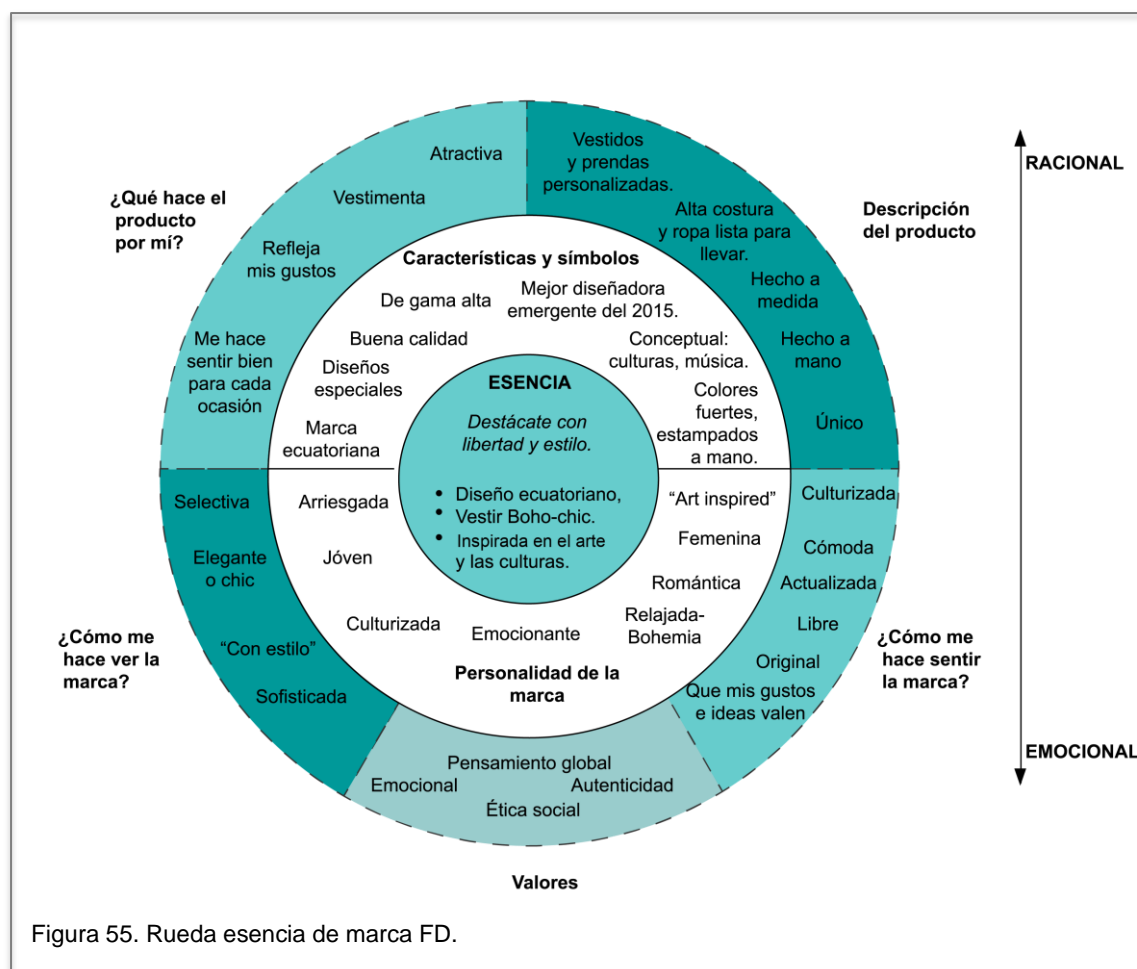 ¿Qué hace el
producto
por mí?
Atractiva
Vestimenta
Refleja
mis gustos
Me hace
sentir bien
para cada
ocasión
Vestidos
y prendas
personalizadas.
Alta costura
y ropa lista para
llevar.
Hecho a
medida
Hecho a
mano
Único
Descripción
del producto
RACIONAL
Características y símbolos
De gama alta
Buena calidad
Diseños
especiales
Marca
ecuatoriana
Mejor diseñadora
emergente del 2015.
Conceptual:
culturas, música.
Colores
fuertes,
estampados
a mano.
ESENCIA
Destácate con
libertad y estilo.
• Diseño ecuatoriano,
• Vestir Boho-chic.
• Inspirada en el arte
y las culturas.
Selectiva
Elegante
o chic
“Con estilo”
Sofisticada
¿Cómo me
hace ver la
marca?
Arriesgada
Jóven
Culturizada
Emocionante
“Art inspired”
Femenina
Romántica
Relajada-
Bohemia
Personalidad de la
marca
Culturizada
Cómoda
Actualizada
Libre
Original
Que mis gustos
e ideas valen
¿Cómo me
hace sentir
la marca?
EMOCIONAL
Pensamiento global
Emocional Autenticidad
Ética social
Valores
Figura 55. Rueda esencia de marca FD.